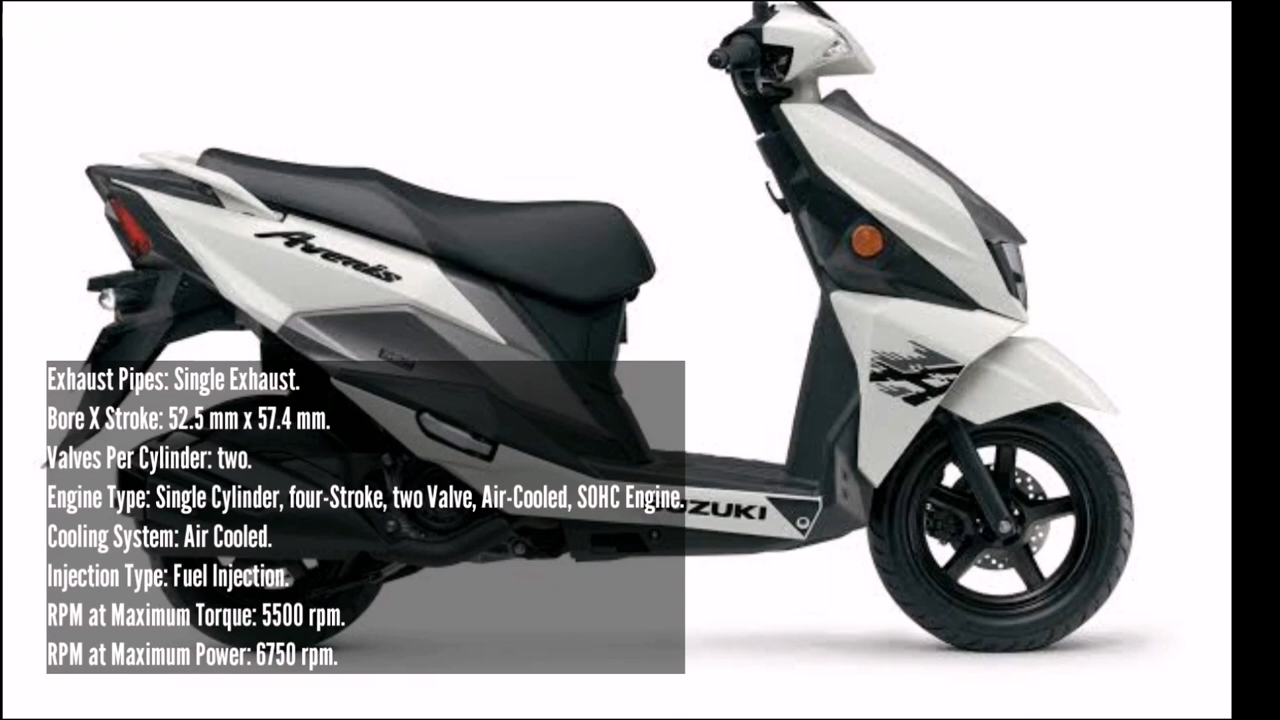 Avenis
Exhaust Pipes: Single Exhaust.
Bore X Stroke: 52.5 mm x 57.4 mm.
Valves Per Cylinder: two.
Engine Type: Single Cylinder, four-Stroke, two Valve, Air-Cooled, SOHC Engine.
ZUKI
Cooling System: Air Cooled.
Injection Type: Fuel Injection.
RPM at Maximum Torque: 5500 rpm.
RPM at Maximum Power: 6750 rpm.